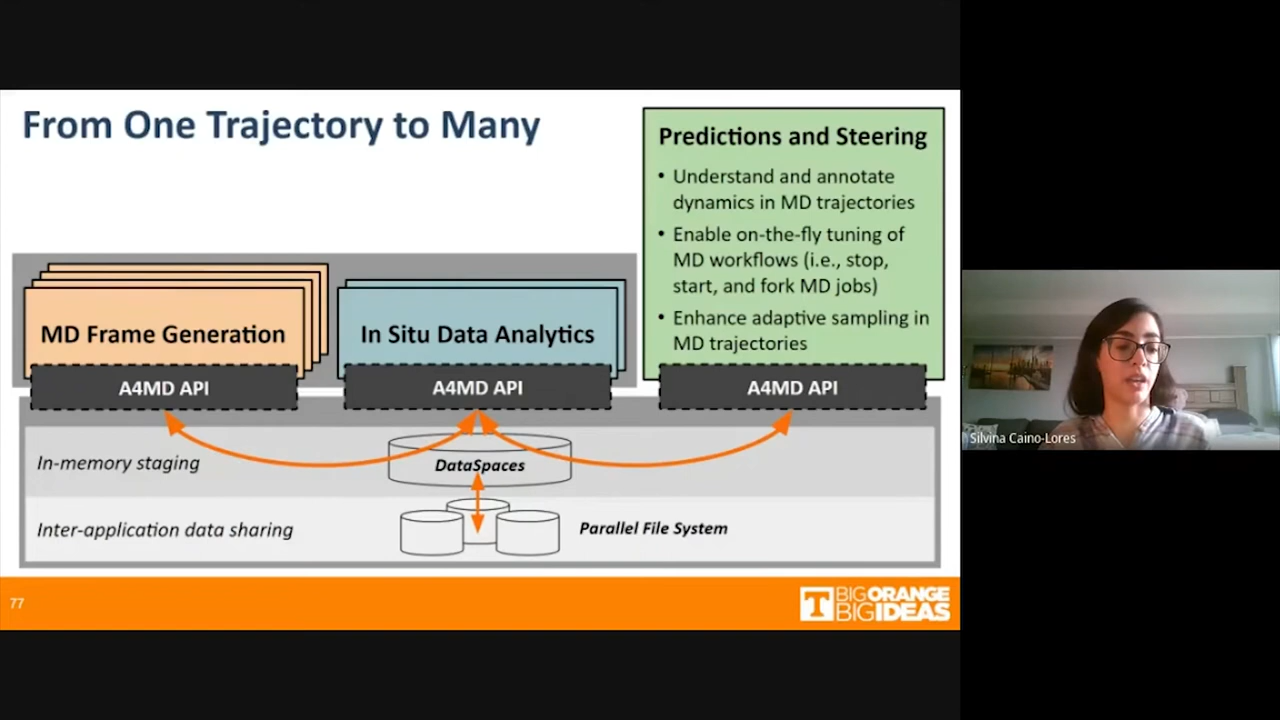 From One Trajectory to Many
Predictions and Steering
• Understand and annotate
dynamics in MD trajectories
• Enable on-the-fly tuning of
MD workflows (i.e., stop,
start, and fork MD jobs)
• Enhance adaptive sampling in
MD trajectories
MD Frame Generation
In Situ Data Analytics
A4MD API
A4MD API
A4MD API
In-memory staging
DataSpaces
Inter-application data sharing
Parallel File System
77
T
BIG ORANGE
BIG IDEAS
Silvina Caino-Lores